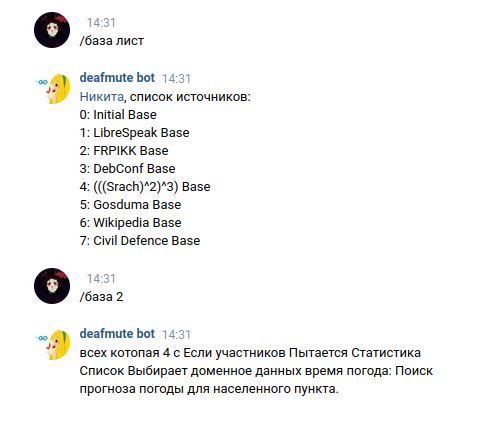 14:31
/база лист
deafmute bot 14:31
Никита, список источников:
0: Initial Base
1: LibreSpeak Base
2: FRPIKK Base
3: DebConf Base
4: (((Srach)^2)^3) Base
5: Gosduma Base
6: Wikipedia Base
7: Civil Defence Base
14:31
/база 2
deafmute bot 14:31
всех котопая 4 с Если участников Пытается Статистика
Список Выбирает доменное данных время погода: Поиск
прогноза погоды для населенного пункта.